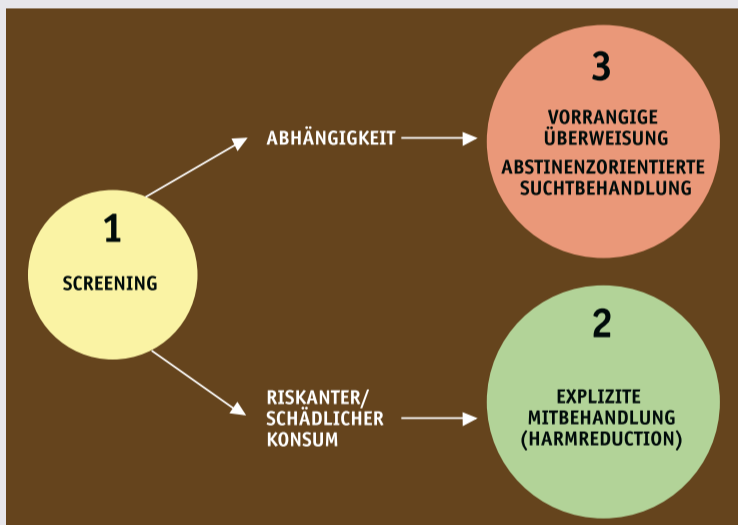 3
VORRANGIGE
ÜBERWEISUNG
ABSTINENZORIENTIERTE
SUCHTBEHANDLUNG
ABHÄNGIGKEIT
1
SCREENING
2
EXPLIZITE
MITBEHANDLUNG
(HARMREDUCTION)
RISKANTER/
SCHÄDLICHER
KONSUM